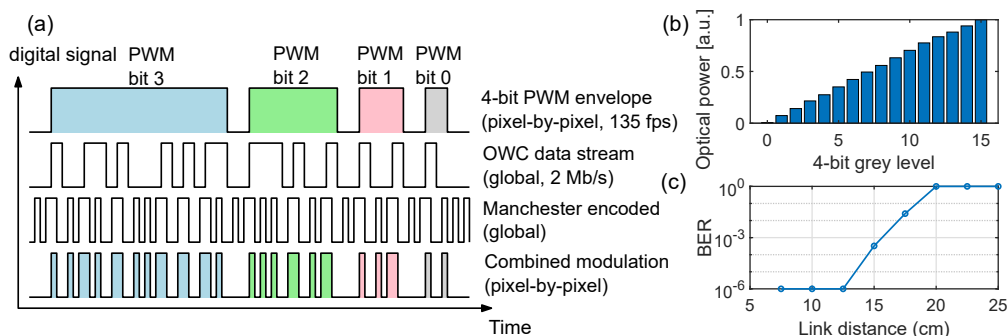 (a)
digital signal
PWM
bit 3
PWM
bit 2
PWM
bit 1
PWM
bit 0
4-bit PWM envelope
(pixel-by-pixel, 135 fps)
OWC data stream
(global, 2 Mb/s)
Manchester encoded
(global)
Combined modulation
(pixel-by-pixel)
Time
(b)
Optical power [a.u.]
1
0.5
0
0 5 10 15
4-bit grey level
(c)
BER
10^0
10^-3
10^-6
5 10 15 20 25
Link distance (cm)